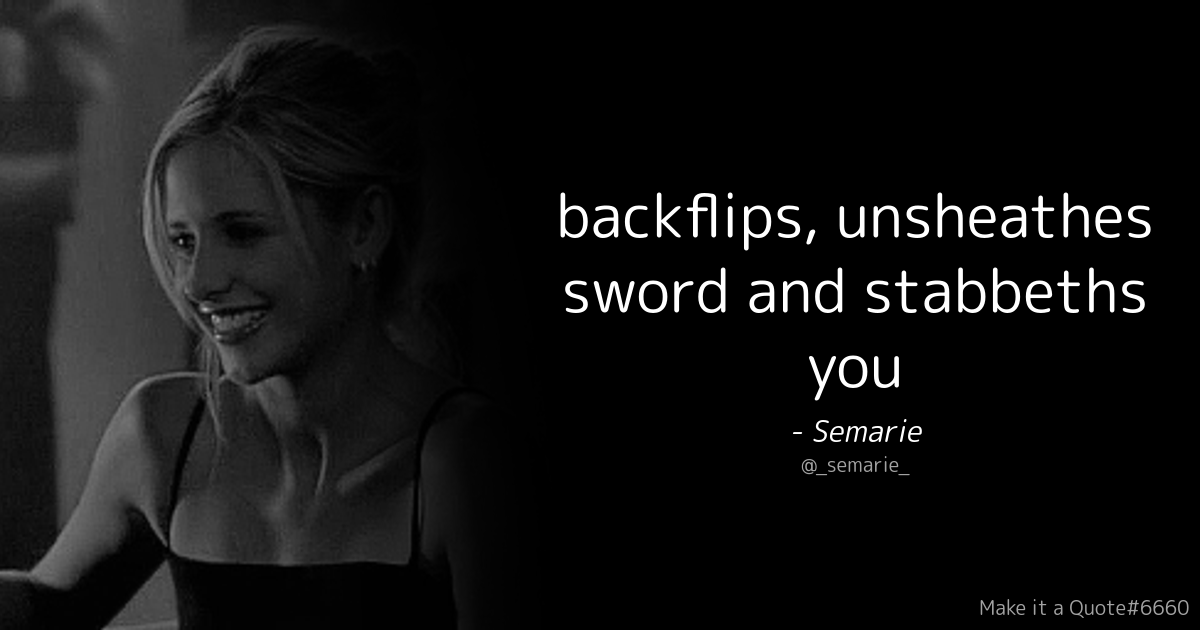 backflips, unsheathes
sword and stabbeths
you
- Semarie
@_semarie_
Make it a Quote#6660